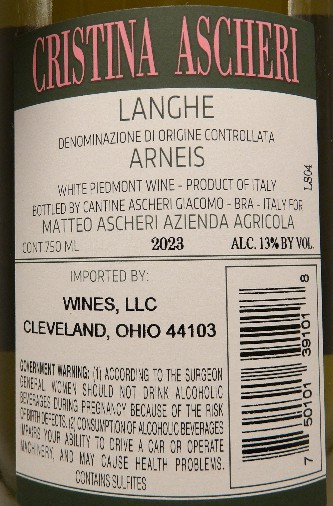 CRISTINA ASCHERI
LANGHE
DENOMINAZIONE DI ORIGINE CONTROLLATA
ARNEIS
WHITE PIEDMONT WINE - PRODUCT OF ITALY
BOTTLED BY CANTINE ASCHERI GIACOMO - BRA - ITALY FOR
MATTEO ASCHERI AZIENDA AGRICOLA
CONT 750 ML 2023 ALC. 13% BY VOL.
LS04
IMPORTED BY:
WINES, LLC
CLEVELAND, OHIO 44103
GOVERNMENT WARNING: (1) ACCORDING TO THE SURGEON
GENERAL WOMEN SHOULD NOT DRINK ALCOHOLIC
BEVERAGES DURING PREGNANCY BECAUSE OF THE RISK
OF BIRTH DEFECTS. (2) CONSUMPTION OF ALCOHOLIC BEVERAGES
IMPAIRS YOUR ABILITY TO DRIVE A CAR OR OPERATE
MACHINERY, AND MAY CAUSE HEALTH PROBLEMS.
CONTAINS SULFITES
7 50101 39101 8